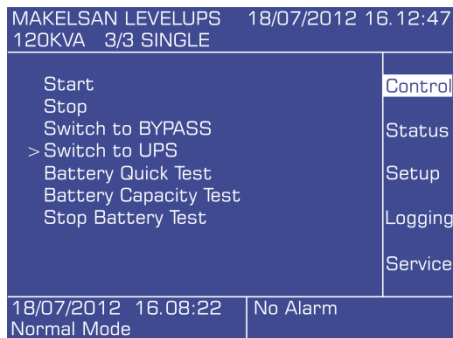 MAKELSAN LEVELUPS 18/07/2012 16.12:47
120KVA 3/3 SINGLE
Start
Stop
Switch to BYPASS
>Switch to UPS
Battery Quick Test
Battery Capacity Test
Stop Battery Test
Control
Status
Setup
Logging
Service
18/07/2012 16.08:22
Normal Mode
No Alarm